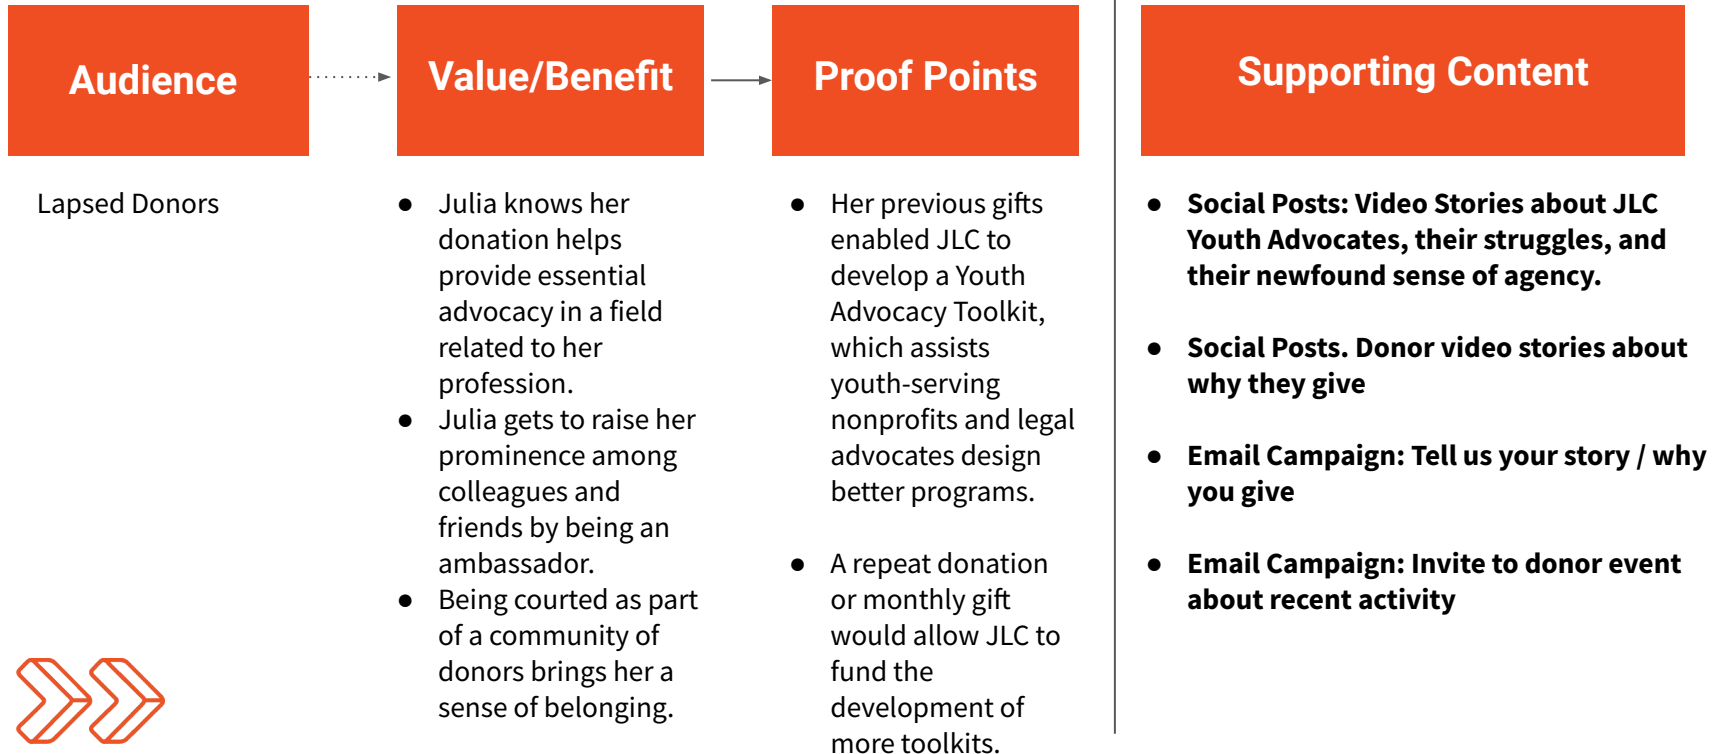 Audience
Value/Benefit
Proof Points
Supporting Content
Lapsed Donors
● Julia knows her
donation helps
provide essential
advocacy in a field
related to her
profession.
● Julia gets to raise her
prominence among
colleagues and
friends by being an
ambassador.
● Being courted as part
of a community of
donors brings her a
sense of belonging.
● Her previous gifts
enabled JLC to
develop a Youth
Advocacy Toolkit,
which assists
youth-serving
nonprofits and legal
advocates design
better programs.
● A repeat donation
or monthly gift
would allow JLC to
fund the
development of
more toolkits.
● Social Posts: Video Stories about JLC
Youth Advocates, their struggles, and
their newfound sense of agency.
● Social Posts. Donor video stories about
why they give
● Email Campaign: Tell us your story / why
you give
● Email Campaign: Invite to donor event
about recent activity